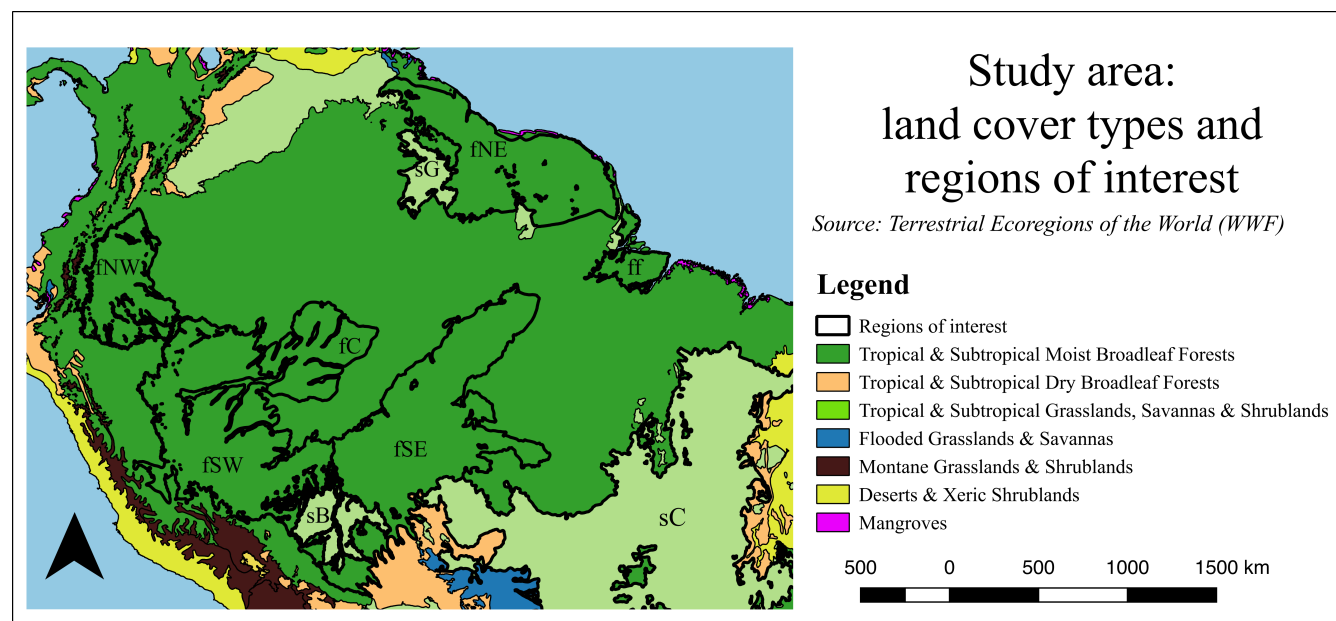 Study area:
land cover types and
regions of interest
Source: Terrestrial Ecoregions of the World (WWF)
fNE
sG
fNW
ff
fC
fSW
fSE
sB
sC
Legend
Regions of interest
Tropical & Subtropical Moist Broadleaf Forests
Tropical & Subtropical Dry Broadleaf Forests
Tropical & Subtropical Grasslands, Savannas & Shrublands
Flooded Grasslands & Savannas
Montane Grasslands & Shrublands
Deserts & Xeric Shrublands
Mangroves
500 0 500 1000 1500 km